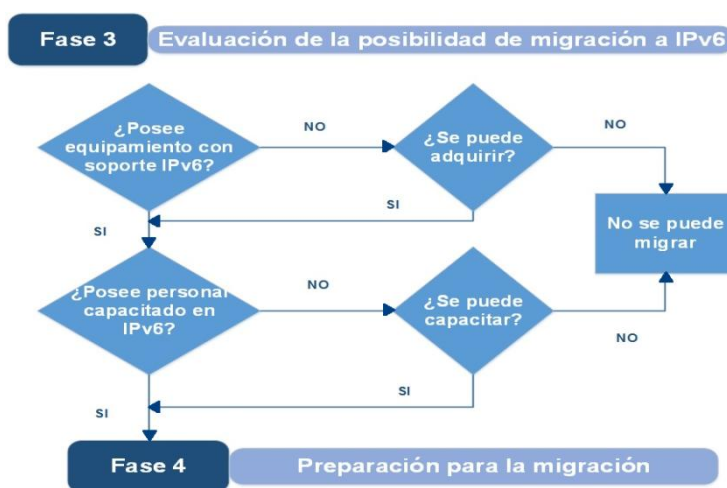 Fase 3
Evaluación de la posibilidad de migración a IPv6
¿Posee
equipamiento con
soporte IPv6?
NO
¿Se puede
adquirir?
NO
SI
SI
No se puede
migrar
¿Posee personal
capacitado en
IPv6?
NO
¿Se puede
capacitar?
NO
SI
SI
Fase 4
Preparación para la migración